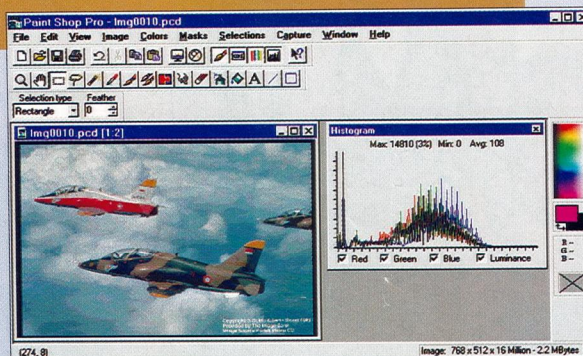 Paint Shop Pro - Img0010.pcd
File Edit View Image Colors Masks Selections Capture Window Help
Selection type Feather
Rectangle 0
Img0010.pcd [1:2]
Histogram
Max: 14810 (3%) Min: 0 Avg: 108
Red Green Blue Luminance
R -
G -
B -
(274, 8)
Image: 768 x 512 x 16 Million - 2.2 MBytes